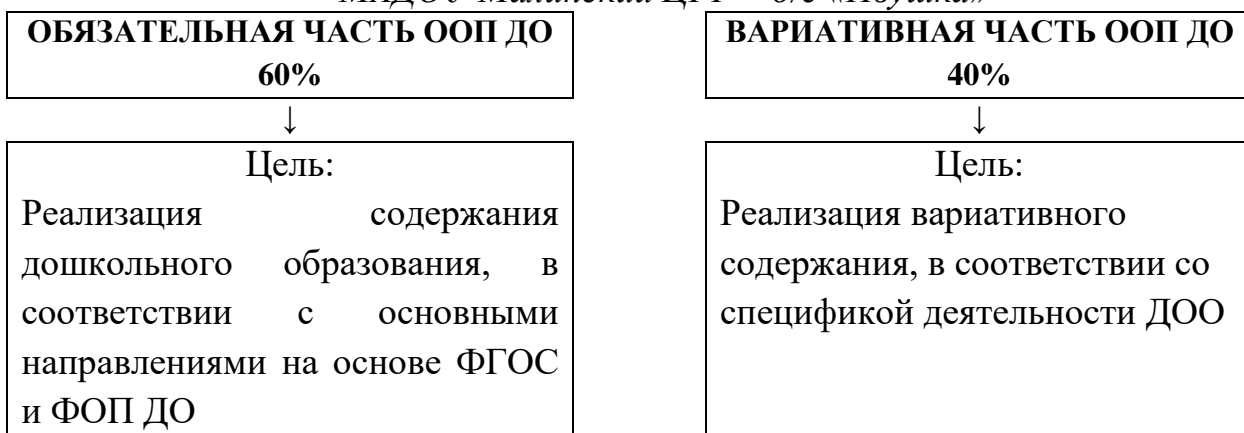 ОБЯЗАТЕЛЬНАЯ ЧАСТЬ ООП ДО
60%
↓
Цель:
Реализация содержания
дошкольного образования, в
соответствии с основными
направлениями на основе ФГОС
и ФОП ДО
ВАРИАТИВНАЯ ЧАСТЬ ООП ДО
40%
↓
Цель:
Реализация вариативного
содержания, в соответствии со
спецификой деятельности ДОО